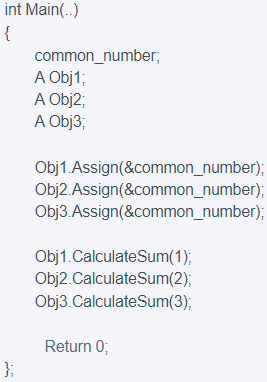 int Main(..)
{
common_number;
A Obj1;
A Obj2;
A Obj3;
Obj1.Assign(&common_number);
Obj2.Assign(&common_number);
Obj3.Assign(&common_number);
Obj1.CalculateSum(1);
Obj2.CalculateSum(2);
Obj3.CalculateSum(3);
Return 0;
};